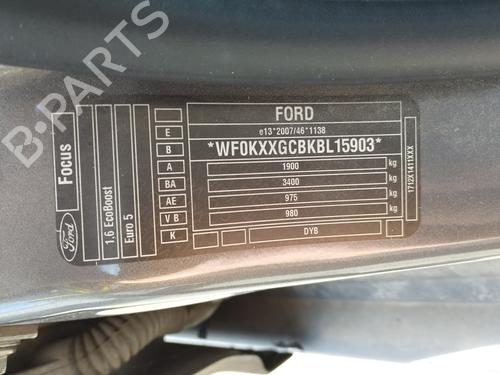 FORD
E e13*2007/46*1138
B *WF0KXXGCBKBL15903*
A 1900 kg
BA 3400 kg
AE 975 kg
V B 980 kg
K DYB
Focus
1.6 EcoBoost
Euro 5
Ford
1712X1411XXX
B-PARTS